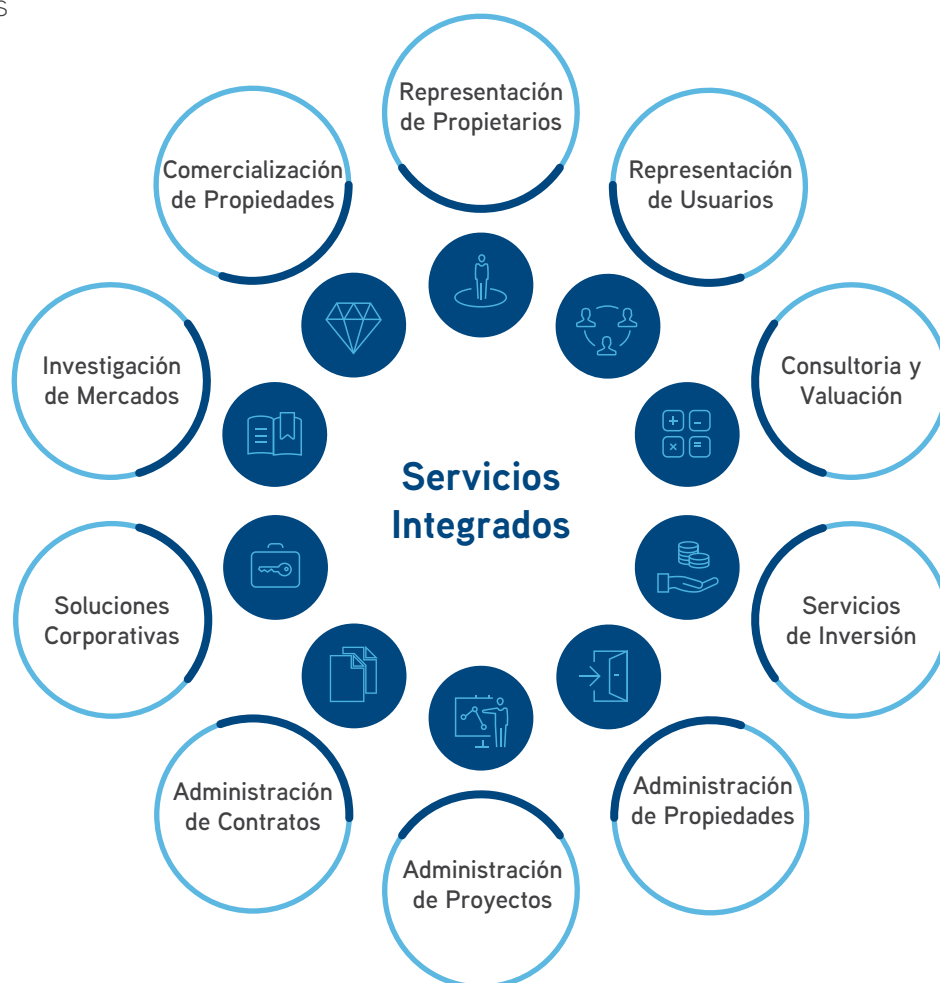 S
Representación
de Propietarios
Representación
de Usuarios
Consultoria y
Valuación
Servicios
de Inversión
Administración
de Propiedades
Administración
de Proyectos
Administración
de Contratos
Soluciones
Corporativas
Investigación
de Mercados
Comercialización
de Propiedades
Servicios
Integrados